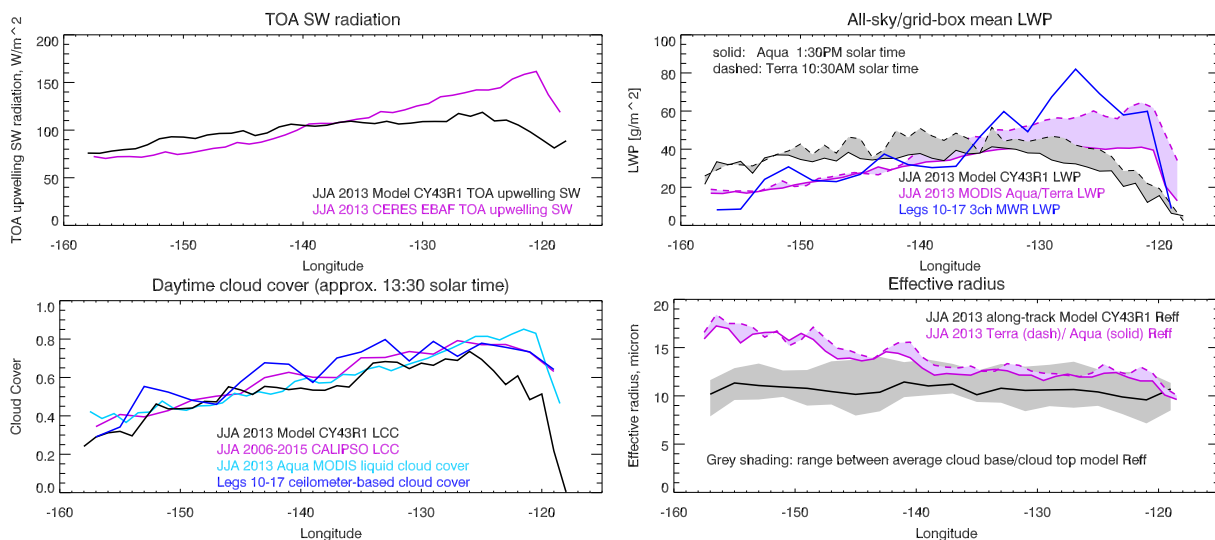 TOA SW radiation
TOA upwelling SW radiation, W/m^2
200
150
100
50
0
JJA 2013 Model CY43R1 TOA upwelling SW
JJA 2013 CERES EBAF TOA upwelling SW
-160 -150 -140 -130 -120
Longitude
All-sky/grid-box mean LWP
LWP [g/m^2]
100
80
60
40
20
0
solid: Aqua 1:30PM solar time
dashed: Terra 10:30AM solar time
JJA 2013 Model CY43R1 LWP
JJA 2013 MODIS Aqua/Terra LWP
Legs 10-17 3ch MWR LWP
-160 -150 -140 -130 -120
Longitude
Daytime cloud cover (approx. 13:30 solar time)
Cloud Cover
1.0
0.8
0.6
0.4
0.2
0.0
JJA 2013 Model CY43R1 LCC
JJA 2006-2015 CALIPSO LCC
JJA 2013 Aqua MODIS liquid cloud cover
Legs 10-17 ceilometer-based cloud cover
-160 -150 -140 -130 -120
Longitude
Effective radius
Effective radius, micron
20
15
10
5
0
JJA 2013 along-track Model CY43R1 Reff
JJA 2013 Terra (dash)/ Aqua (solid) Reff
Grey shading: range between average cloud base/cloud top model Reff
-160 -150 -140 -130 -120
Longitude